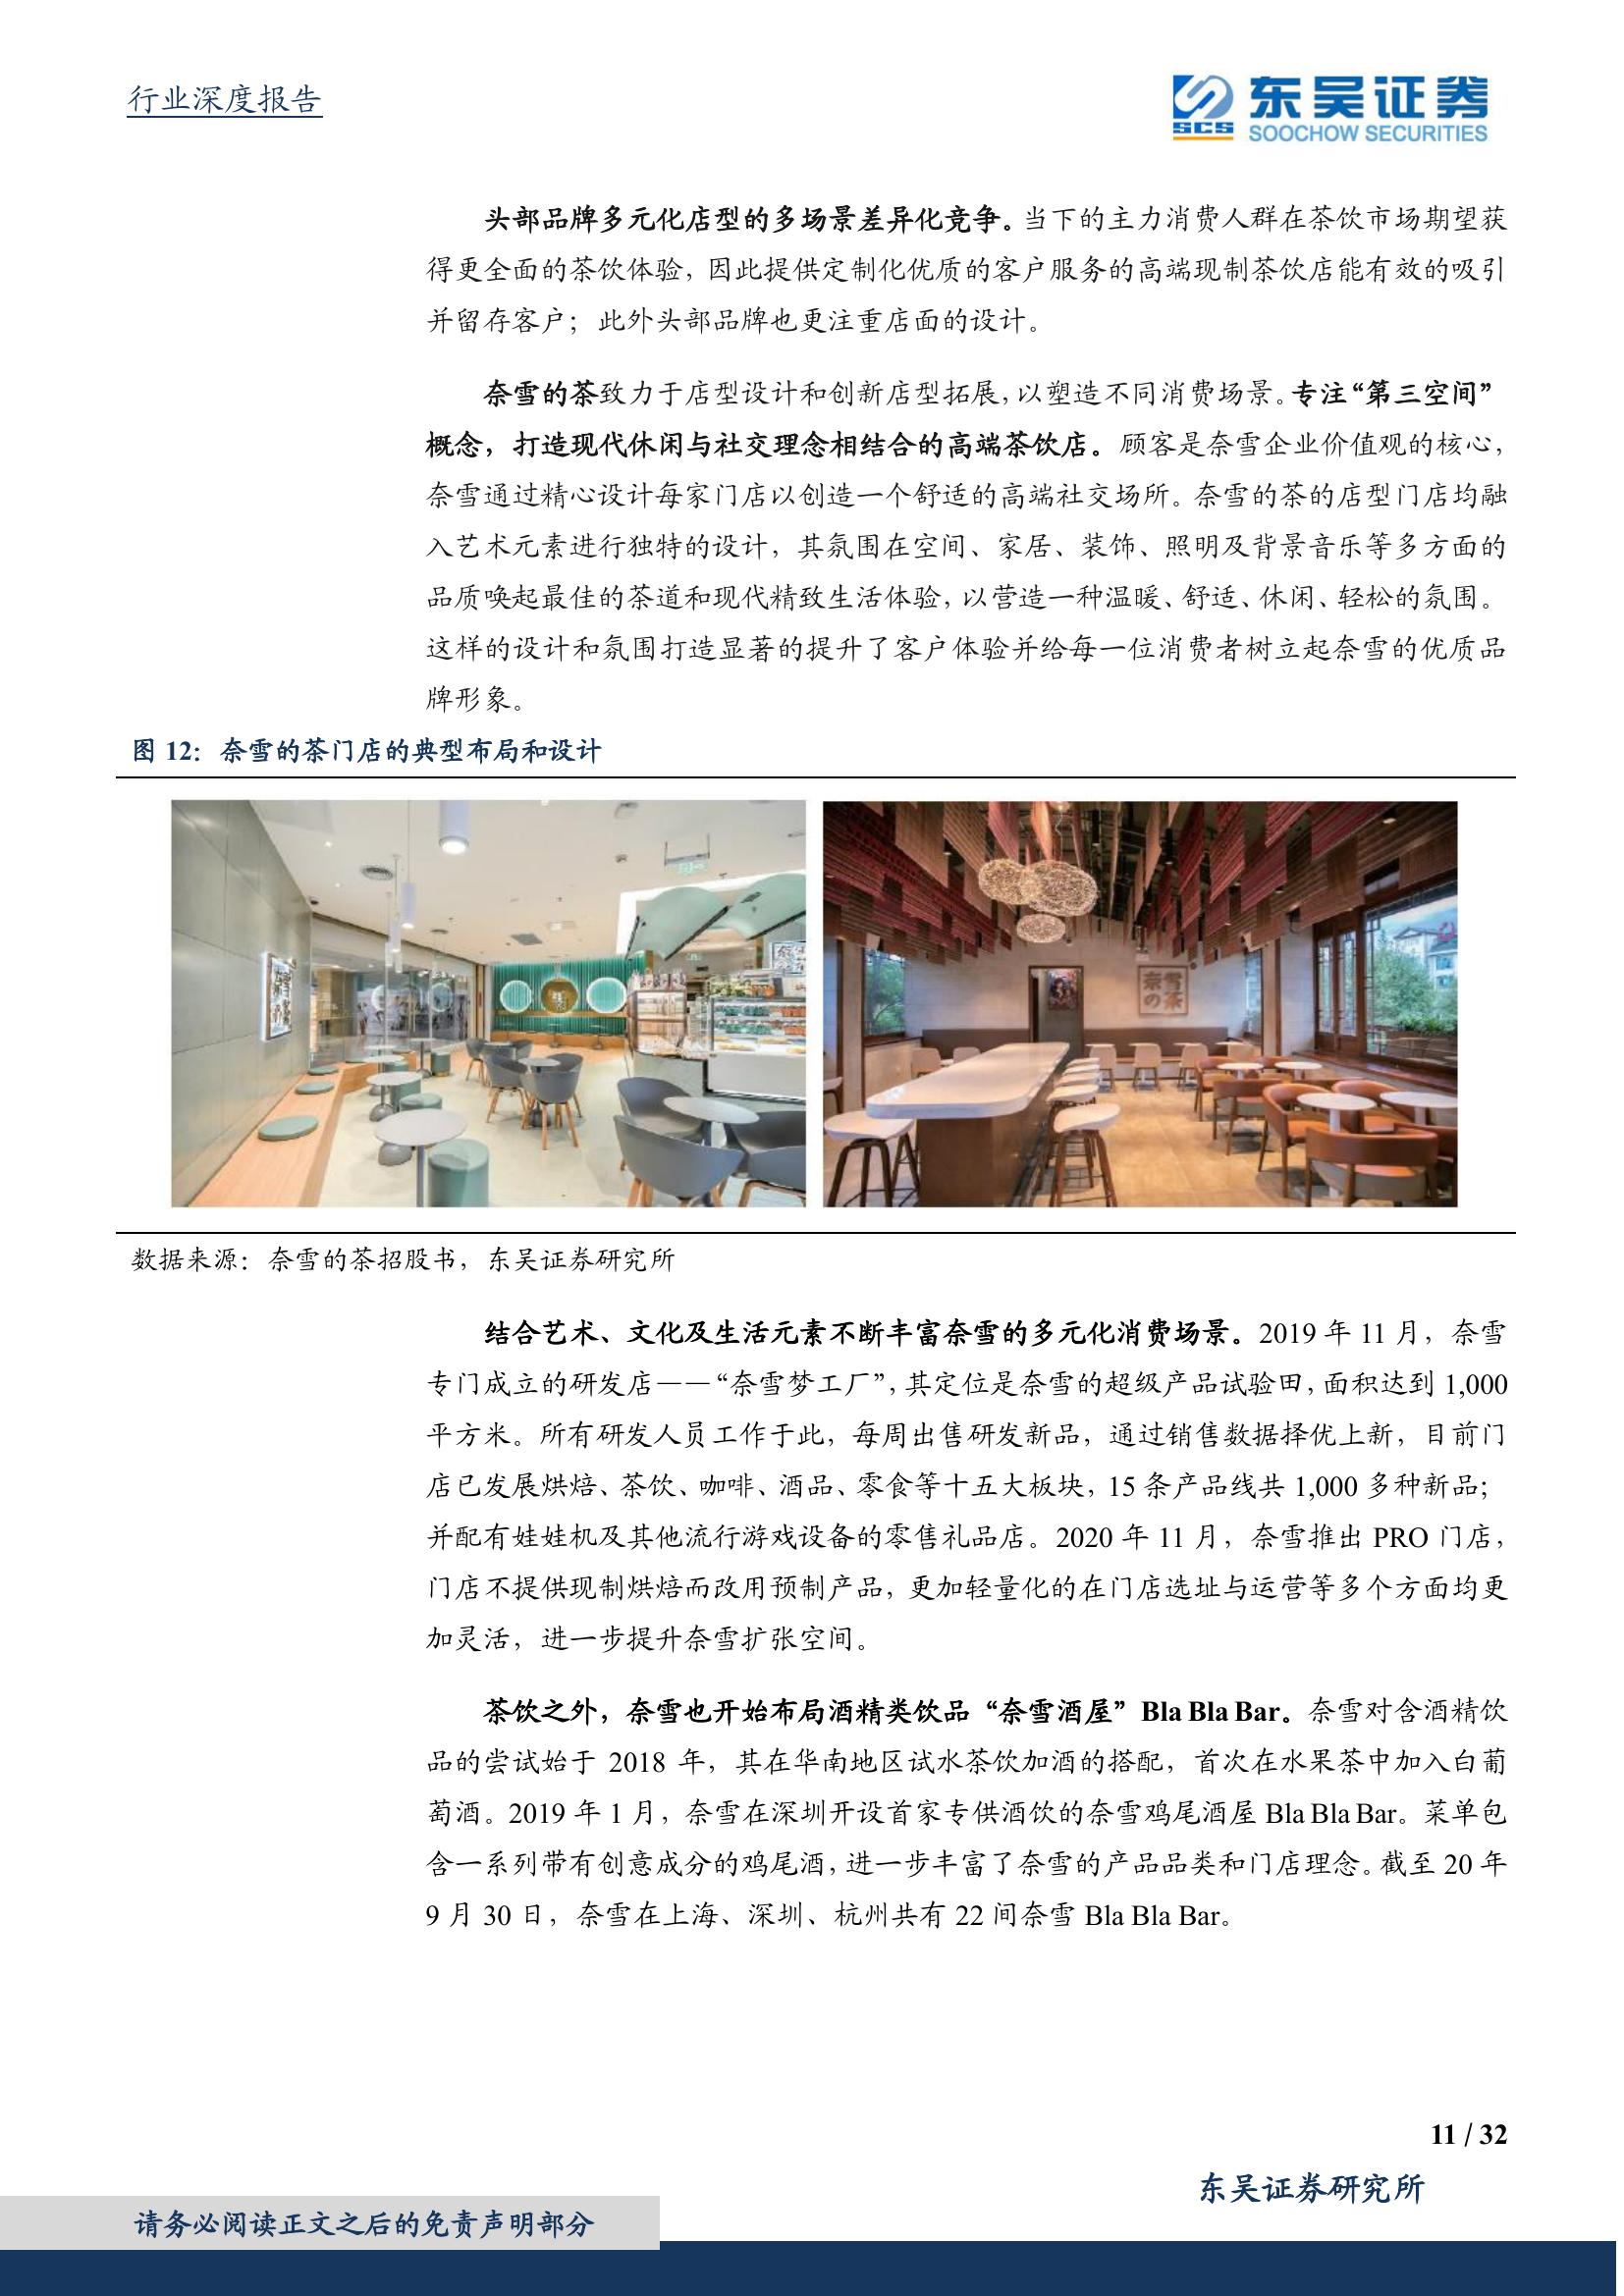 行业深度报告
SCS
东吴证券
SOOCHOW SECURITIES
头部品牌多元化店型的多场景差异化竞争。当下的主力消费人群在茶饮市场期望获
得更全面的茶饮体验，因此提供定制化优质的客户服务的高端现制茶饮店能有效的吸引
并留存客户；此外头部品牌也更注重店面的设计。
奈雪的茶致力于店型设计和创新店型拓展，以塑造不同消费场景。专注“第三空间”
概念，打造现代休闲与社交理念相结合的高端茶饮店。顾客是奈雪企业价值观的核心，
奈雪通过精心设计每家门店以创造一个舒适的高端社交场所。奈雪的茶的店型门店均融
入艺术元素进行独特的设计，其氛围在空间、家居、装饰、照明及背景音乐等多方面的
品质唤起最佳的茶道和现代精致生活体验，以营造一种温暖、舒适、休闲、轻松的氛围。
这样的设计和氛围打造显著的提升了客户体验并给每一位消费者树立起奈雪的优质品
牌形象。
图 12：奈雪的茶门店的典型布局和设计
奈雪
の茶
数据来源：奈雪的茶招股书，东吴证券研究所
结合艺术、文化及生活元素不断丰富奈雪的多元化消费场景。2019 年 11 月，奈雪
专门成立的研发店——“奈雪梦工厂”，其定位是奈雪的超级产品试验田，面积达到 1,000
平方米。所有研发人员工作于此，每周出售研发新品，通过销售数据择优上新，目前门
店已发展烘焙、茶饮、咖啡、酒品、零食等十五大板块，15 条产品线共 1,000 多种新品；
并配有娃娃机及其他流行游戏设备的零售礼品店。2020 年 11 月，奈雪推出 PRO 门店，
门店不提供现制烘焙而改用预制产品，更加轻量化的在门店选址与运营等多个方面均更
加灵活，进一步提升奈雪扩张空间。
茶饮之外，奈雪也开始布局酒精类饮品“奈雪酒屋”Bla Bla Bar。奈雪对含酒精饮
品的尝试始于 2018 年，其在华南地区试水茶饮加酒的搭配，首次在水果茶中加入白葡
萄酒。2019 年 1 月，奈雪在深圳开设首家专供酒饮的奈雪鸡尾酒屋 Bla Bla Bar。菜单包
含一系列带有创意成分的鸡尾酒，进一步丰富了奈雪的产品品类和门店理念。截至 20 年
9 月 30 日，奈雪在上海、深圳、杭州共有 22 间奈雪 Bla Bla Bar。
11 / 32
东吴证券研究所
请务必阅读正文之后的免责声明部分